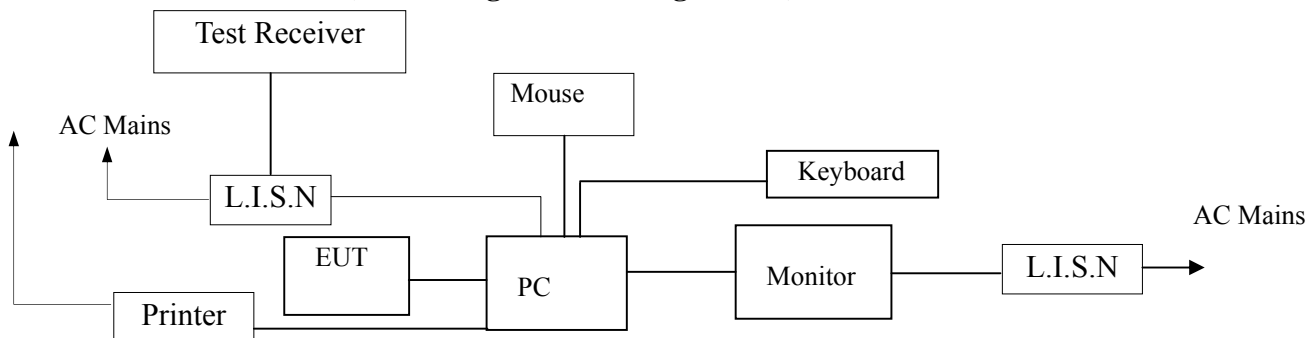 Test Receiver
Mouse
AC Mains
Keyboard
L.I.S.N
AC Mains
EUT
PC
Monitor
L.I.S.N
Printer